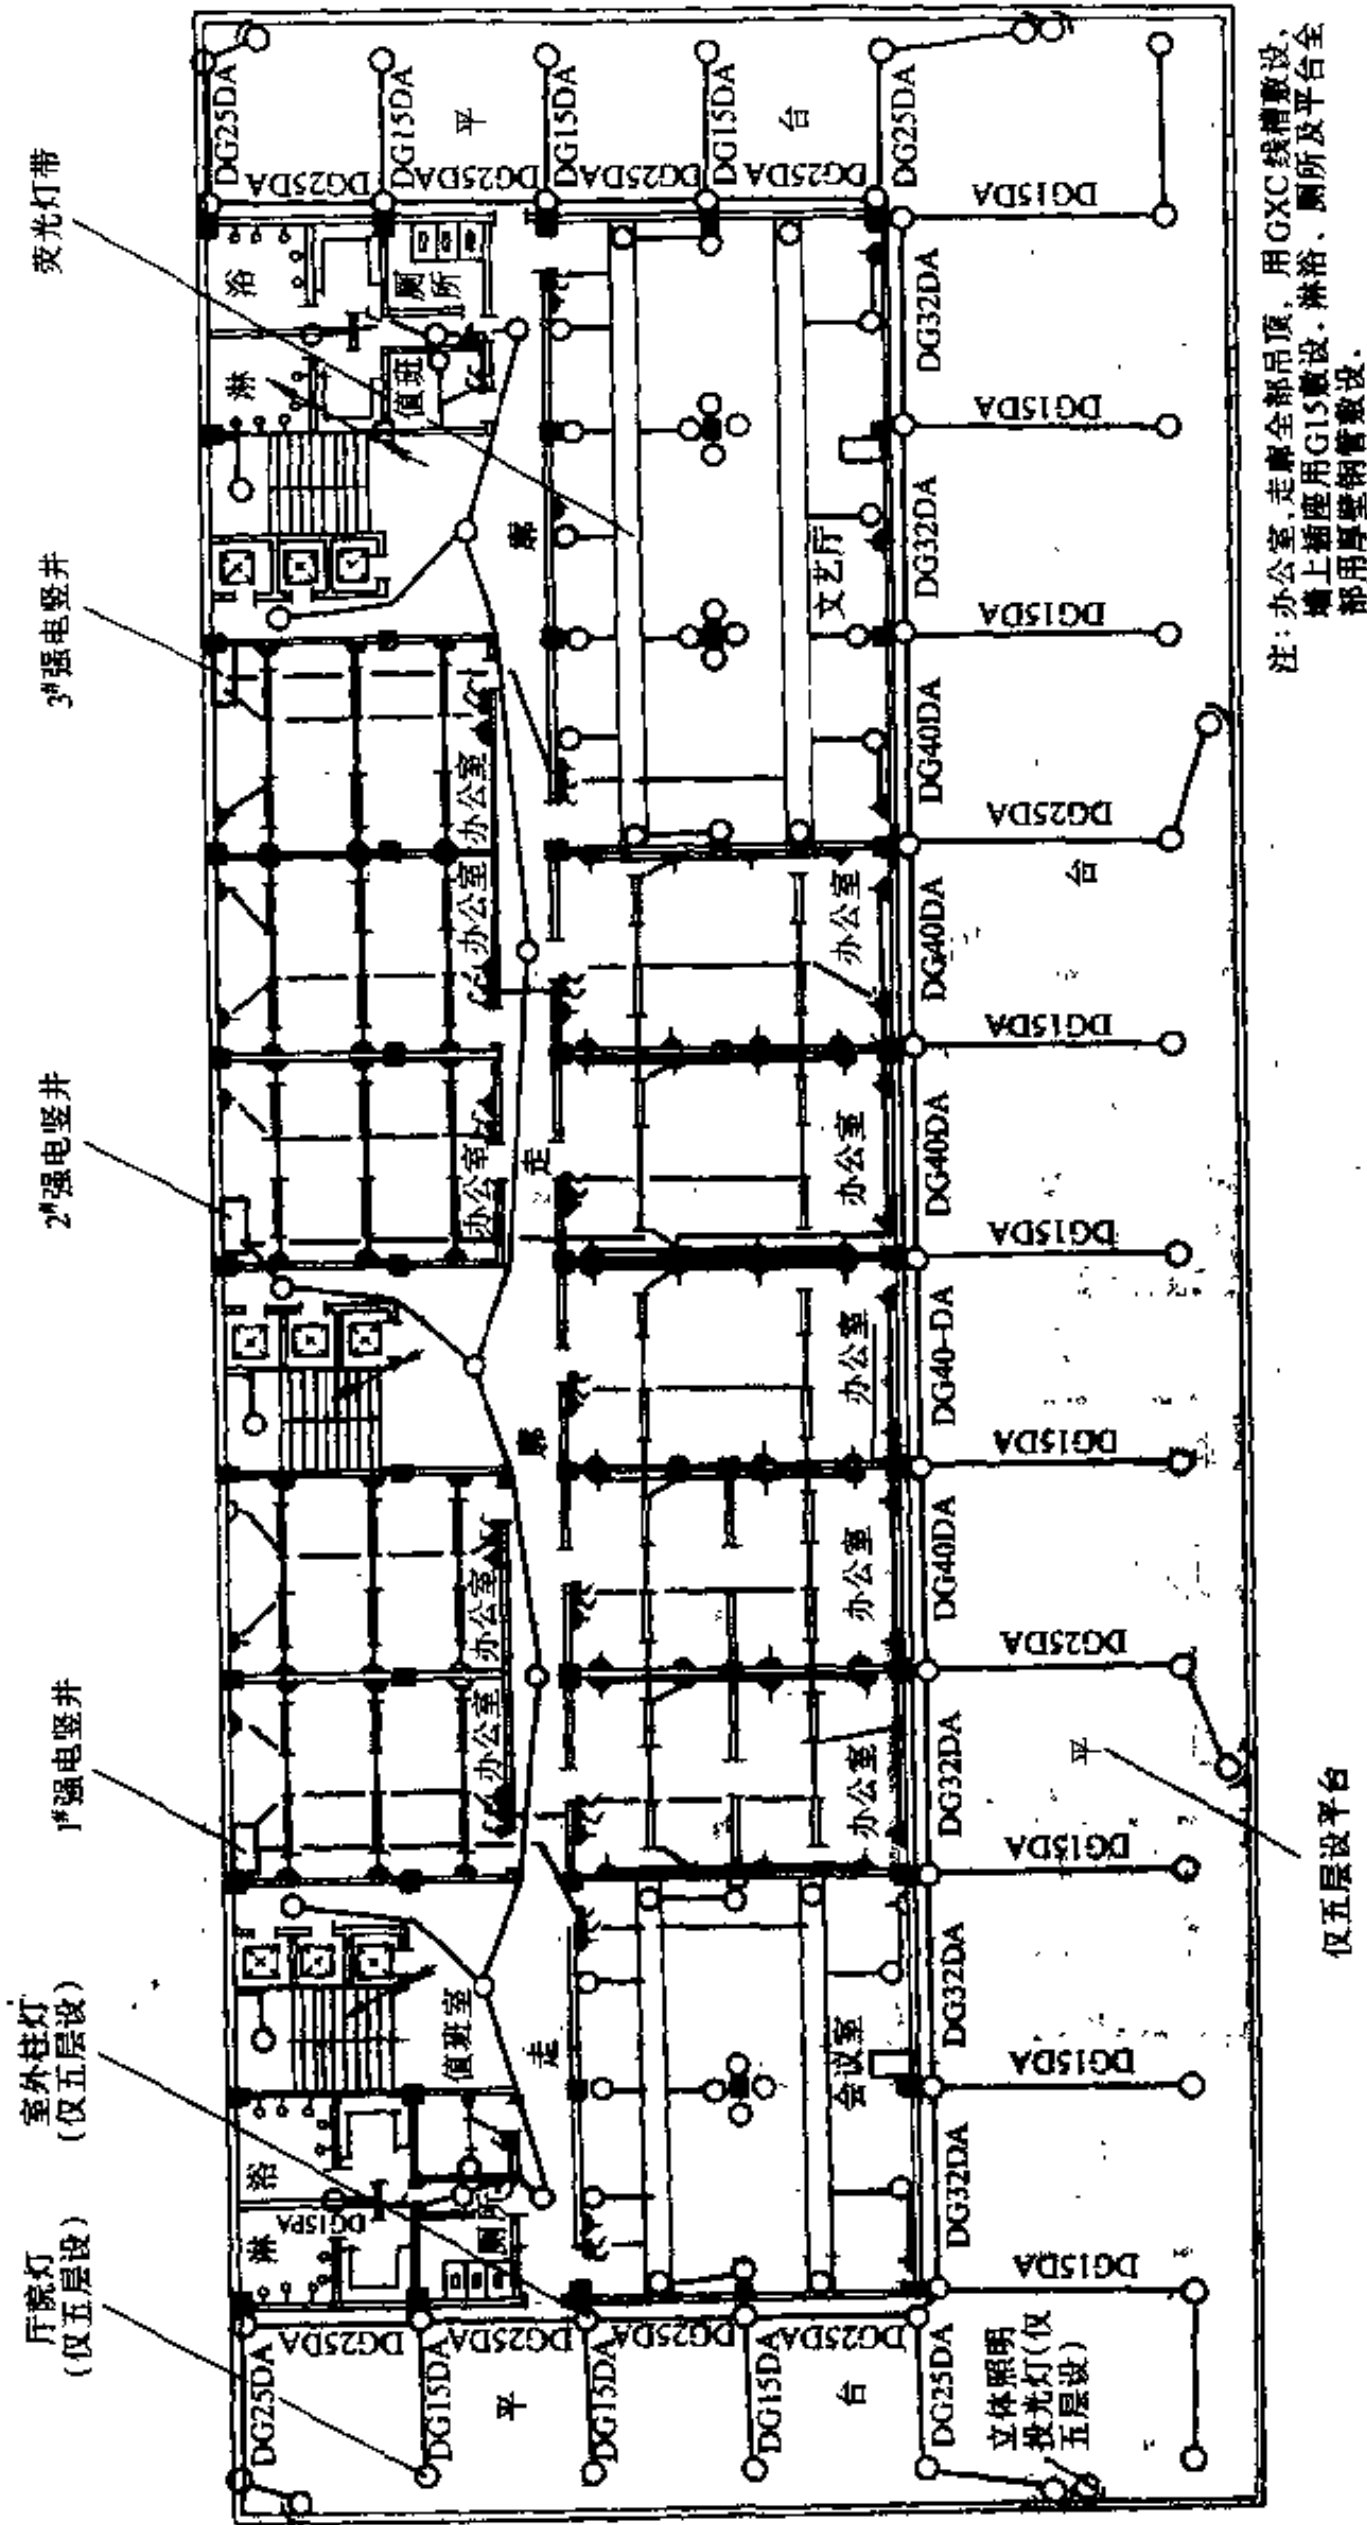 厅院灯
(仅五层设)
室外柱灯
(仅五层设)
1#强电竖井
2#强电竖井
3#强电竖井
荧光灯带
DG25DA
DG15DA
DG15DA
DG15DA
DG25DA
DG25DA
DG25DA
DG25DA
DG25DA
平
台
淋
浴
DG15PA
厕所
值班室
办公室
办公室
办公室
办公室
办公室
淋
浴
值班
厕所
走
廊
走
廊
会议室
办公室
办公室
办公室
办公室
办公室
文艺厅
DG32DA
DG32DA
DG32DA
DG40DA
DG40-DA
DG40DA
DG40DA
DG40DA
DG32DA
DG32DA
DG15DA
DG15DA
DG15DA
DG25DA
DG15DA
DG15DA
DG15DA
DG25DA
DG15DA
DG15DA
DG15DA
平
台
DG25DA
DG15DA
DG15DA
DG15DA
DG25DA
DG25DA
DG25DA
DG25DA
DG25DA
平
台
立体照明
投光灯(仅
五层设)
仅五层设平台
注:办公室,走廊全部吊顶,用GXC线槽敷设,
墙上插座用G15敷设.淋浴、厕所及平台全
部用厚壁钢管敷设.